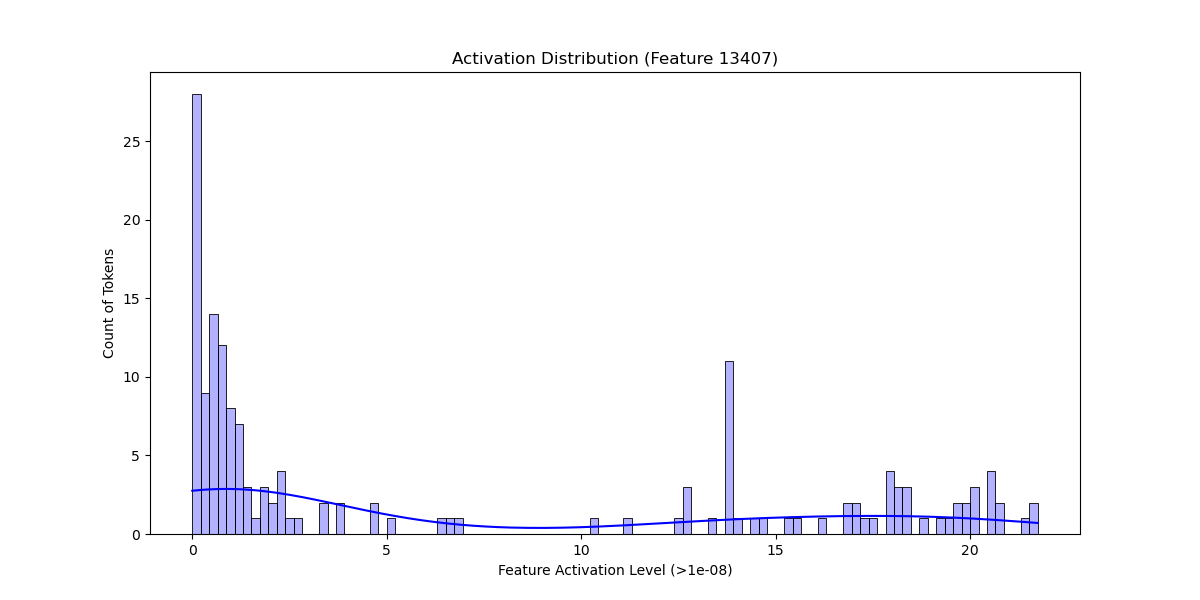 Activation Distribution (Feature 13407)
Count of Tokens
25
20
15
10
5
0
0 5 10 15 20
Feature Activation Level (>1e-08)